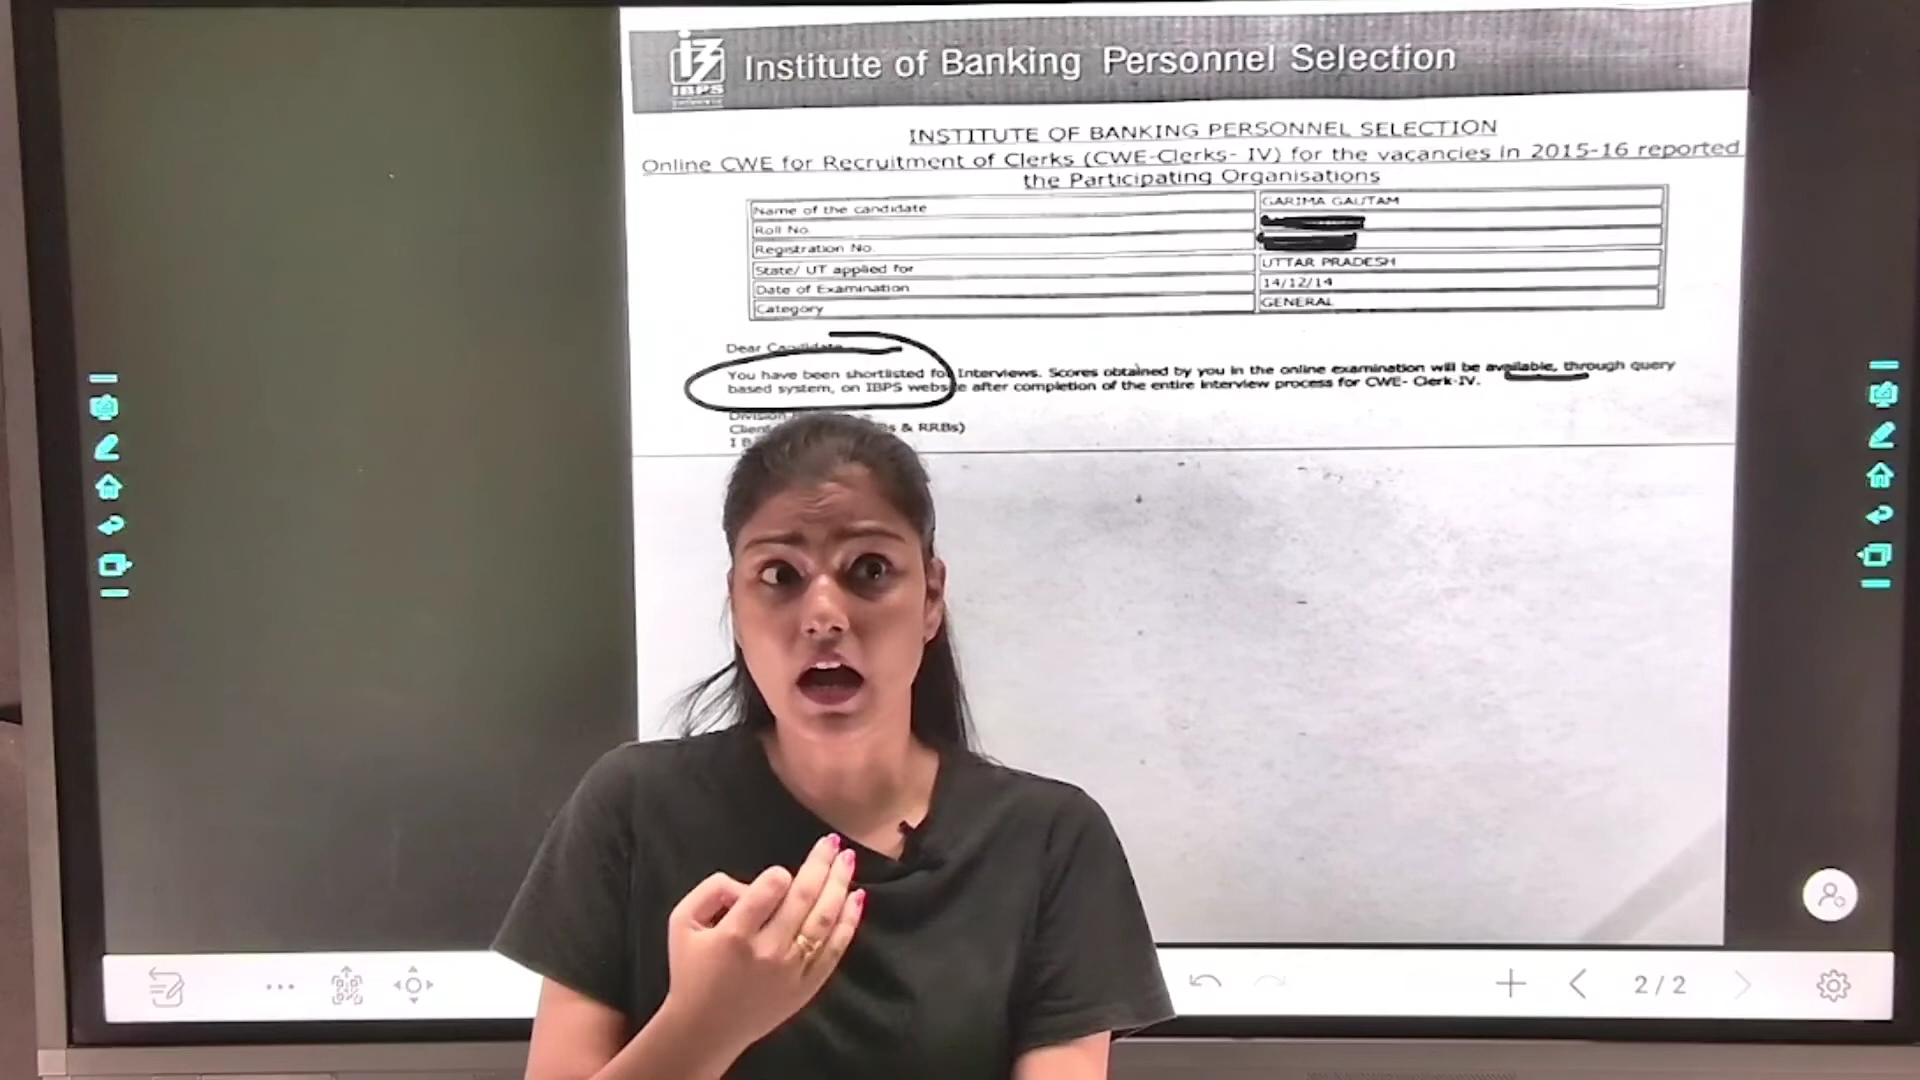 IBPS
Institute of Banking Personnel Selection
INSTITUTE OF BANKING PERSONNEL SELECTION
Online CWE for Recruitment of Clerks (CWE-Clerks- IV) for the vacancies in 2015-16 reported
the Participating Organisations
Name of the candidate GARIMA GAUTAM
Roll No.
Registration No.
State/ UT applied for UTTAR PRADESH
Date of Examination 14/12/14
Category GENERAL
Dear Candidate
You have been shortlisted for Interviews. Scores obtained by you in the online examination will be available, through query
based system, on IBPS website after completion of the entire interview process for CWE- Clerk-IV.
Division
Client & RRBs)
2/2